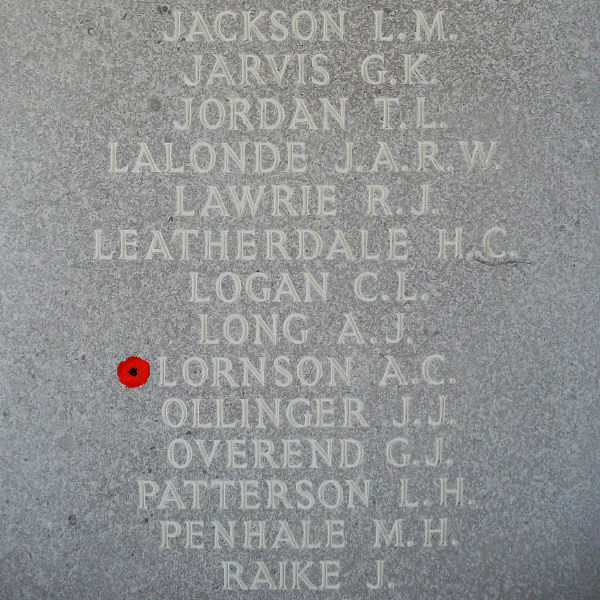 JACKSON L.M.
JARVIS G.K.
JORDAN T.L.
LALONDE J.A.R.W.
LAWRIE R.J.
LEATHERDALE H.C.
LOGAN C.L.
LONG A.J.
LORNSON A.C.
OLLINGER J.J.
OVEREND G.J.
PATTERSON L.H.
PENHALE M.H.
RAIKE J.